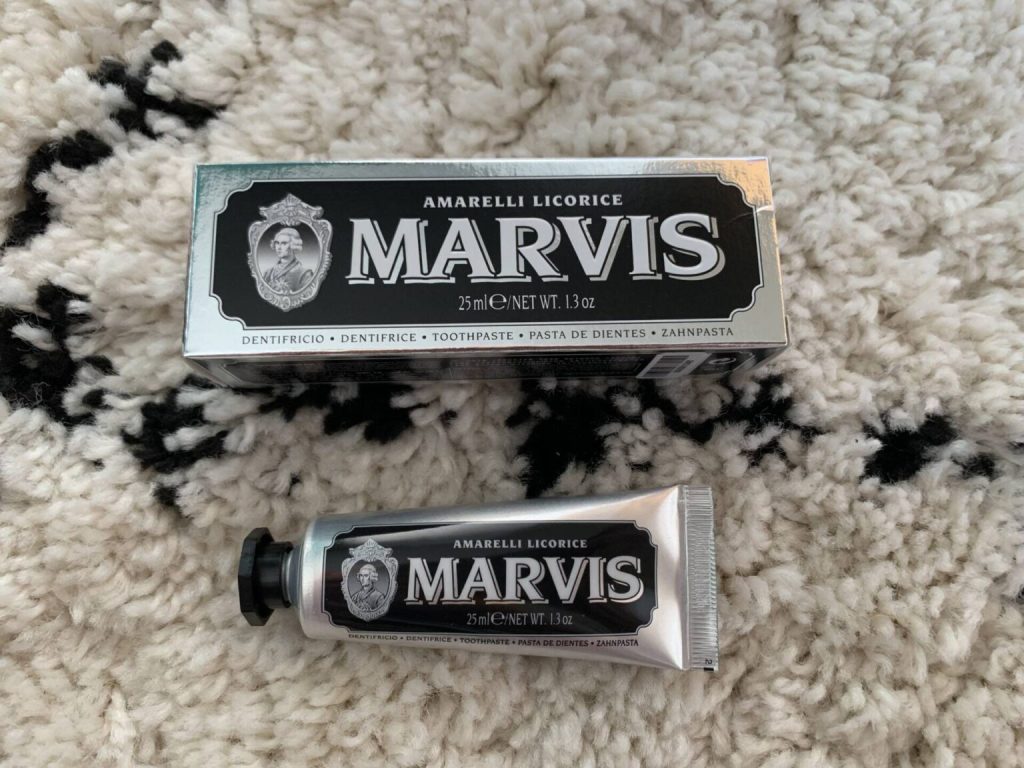 AMARELLI LICORICE
MARVIS
25 ml ℮/NET WT. 1.3 oz
DENTIFRICIO • DENTIFRICE • TOOTHPASTE • PASTA DE DIENTES • ZAHNPASTA
AMARELLI LICORICE
MARVIS
25 ml ℮/NET WT. 1.3 oz
DENTIFRICIO • DENTIFRICE • TOOTHPASTE • PASTA DE DIENTES • ZAHNPASTA